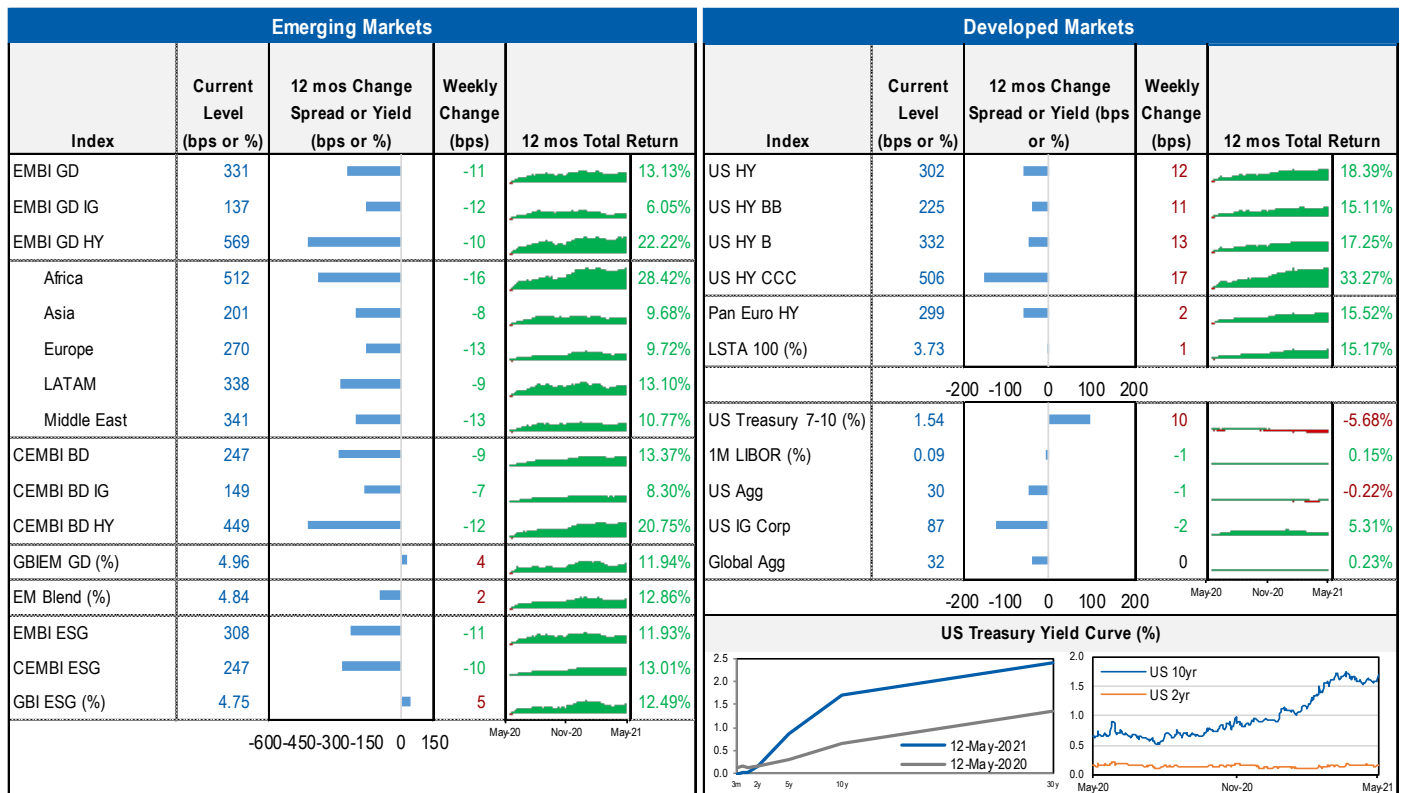 Emerging Markets
Index
Current Level (bps or %)
12 mos Change Spread or Yield (bps or %)
Weekly Change (bps)
12 mos Total Return
EMBI GD 331 -11 13.13%
EMBI GD IG 137 -12 6.05%
EMBI GD HY 569 -10 22.22%
Africa 512 -16 28.42%
Asia 201 -8 9.68%
Europe 270 -13 9.72%
LATAM 338 -9 13.10%
Middle East 341 -13 10.77%
CEMBI BD 247 -9 13.37%
CEMBI BD IG 149 -7 8.30%
CEMBI BD HY 449 -12 20.75%
GBIEM GD (%) 4.96 4 11.94%
EM Blend (%) 4.84 2 12.86%
EMBI ESG 308 -11 11.93%
CEMBI ESG 247 -10 13.01%
GBI ESG (%) 4.75 5 12.49%
-600-450-300-150 0 150
May-20 Nov-20 May-21
Developed Markets
Index
Current Level (bps or %)
12 mos Change Spread or Yield (bps or %)
Weekly Change (bps)
12 mos Total Return
US HY 302 12 18.39%
US HY BB 225 11 15.11%
US HY B 332 13 17.25%
US HY CCC 506 17 33.27%
Pan Euro HY 299 2 15.52%
LSTA 100 (%) 3.73 1 15.17%
-200 -100 0 100 200
US Treasury 7-10 (%) 1.54 10 -5.68%
1M LIBOR (%) 0.09 -1 0.15%
US Agg 30 -1 -0.22%
US IG Corp 87 -2 5.31%
Global Agg 32 0 0.23%
-200 -100 0 100 200
May-20 Nov-20 May-21
US Treasury Yield Curve (%)
2.5
2.0
1.5
1.0
0.5
0.0
3m 2y 5y 10y 30y
12-May-2021
12-May-2020
2.0
1.5
1.0
0.5
0.0
US 10yr
US 2yr
May-20 Nov-20 May-21